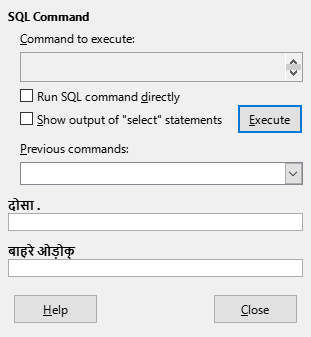 SQL Command
Command to execute:
Run SQL command directly
Show output of "select" statements
Execute
Previous commands:
दोसा .
बाहरे ओड़ोक्
Help
Close